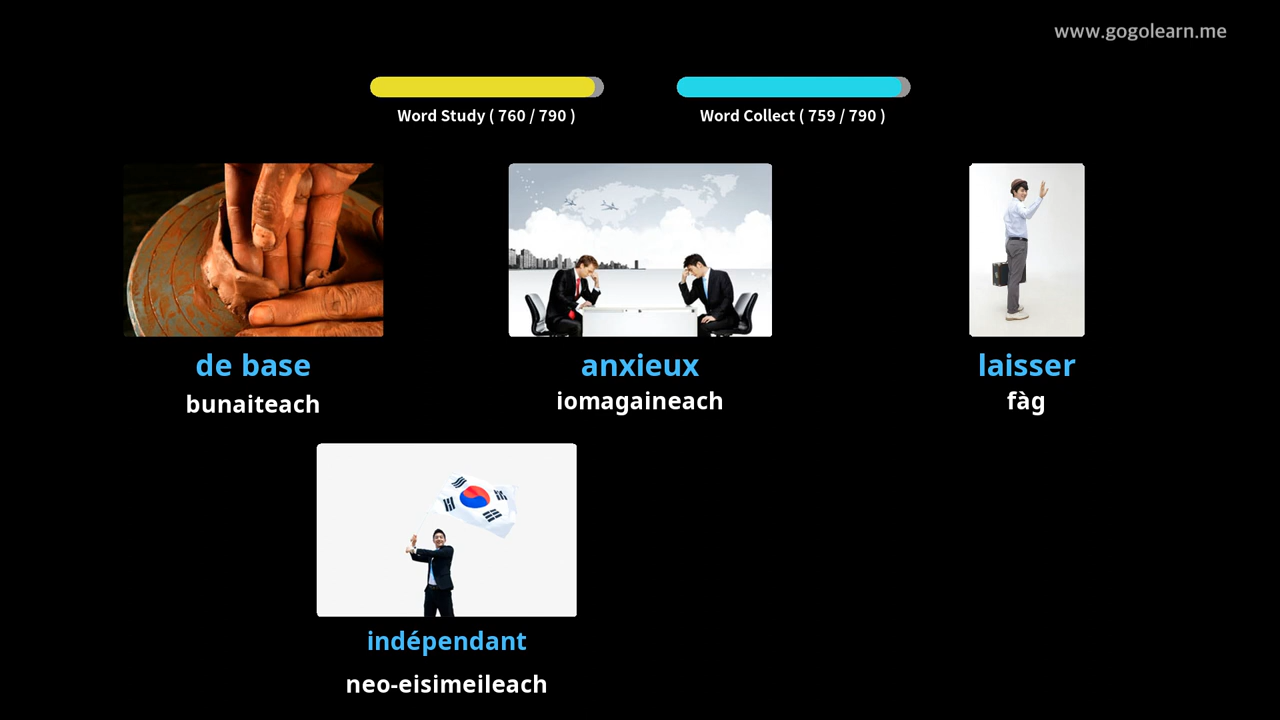 www.gogolearn.me
Word Study ( 760 / 790 )
Word Collect ( 759 / 790 )
de base
bunaiteach
anxieux
iomagaineach
laisser
fàg
indépendant
neo-eisimeileach